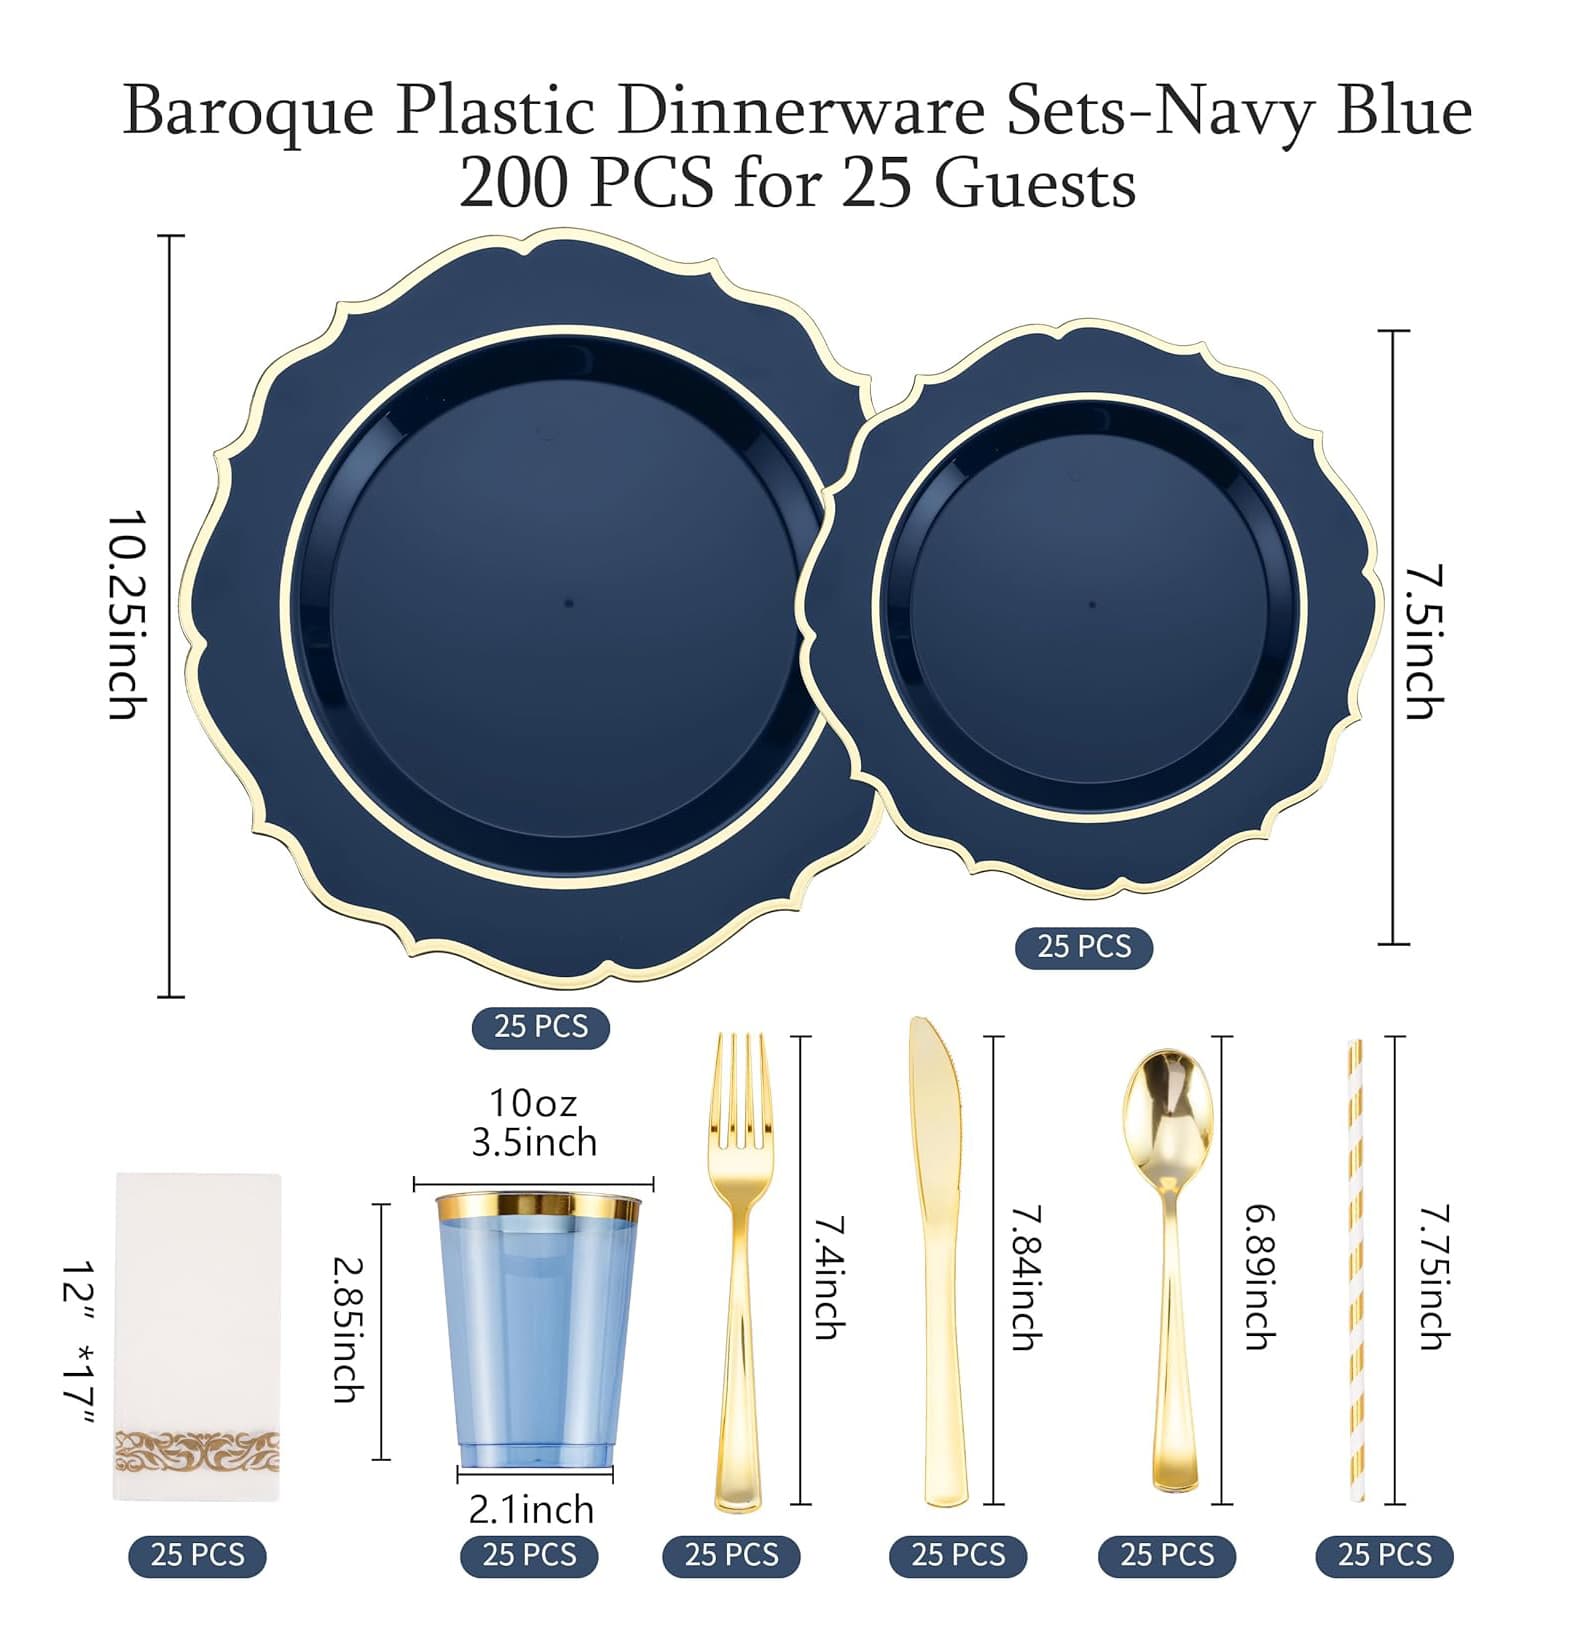 Baroque Plastic Dinnerware Sets-Navy Blue
200 PCS for 25 Guests
10.25inch
7.5inch
25 PCS
25 PCS
10oz
3.5inch
12" *17"
2.85inch
7.4inch
7.84inch
6.89inch
7.75inch
2.1inch
25 PCS
25 PCS
25 PCS
25 PCS
25 PCS
25 PCS